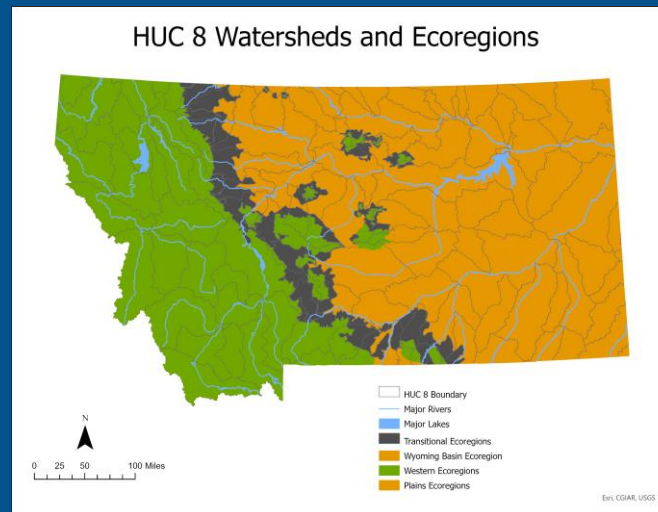 HUC 8 Watersheds and Ecoregions
HUC 8 Boundary
Major Rivers
Major Lakes
Transitional Ecoregions
Wyoming Basin Ecoregion
Western Ecoregions
Plains Ecoregions
N
0 25 50 100 Miles
Esri, CGIAR, USGS